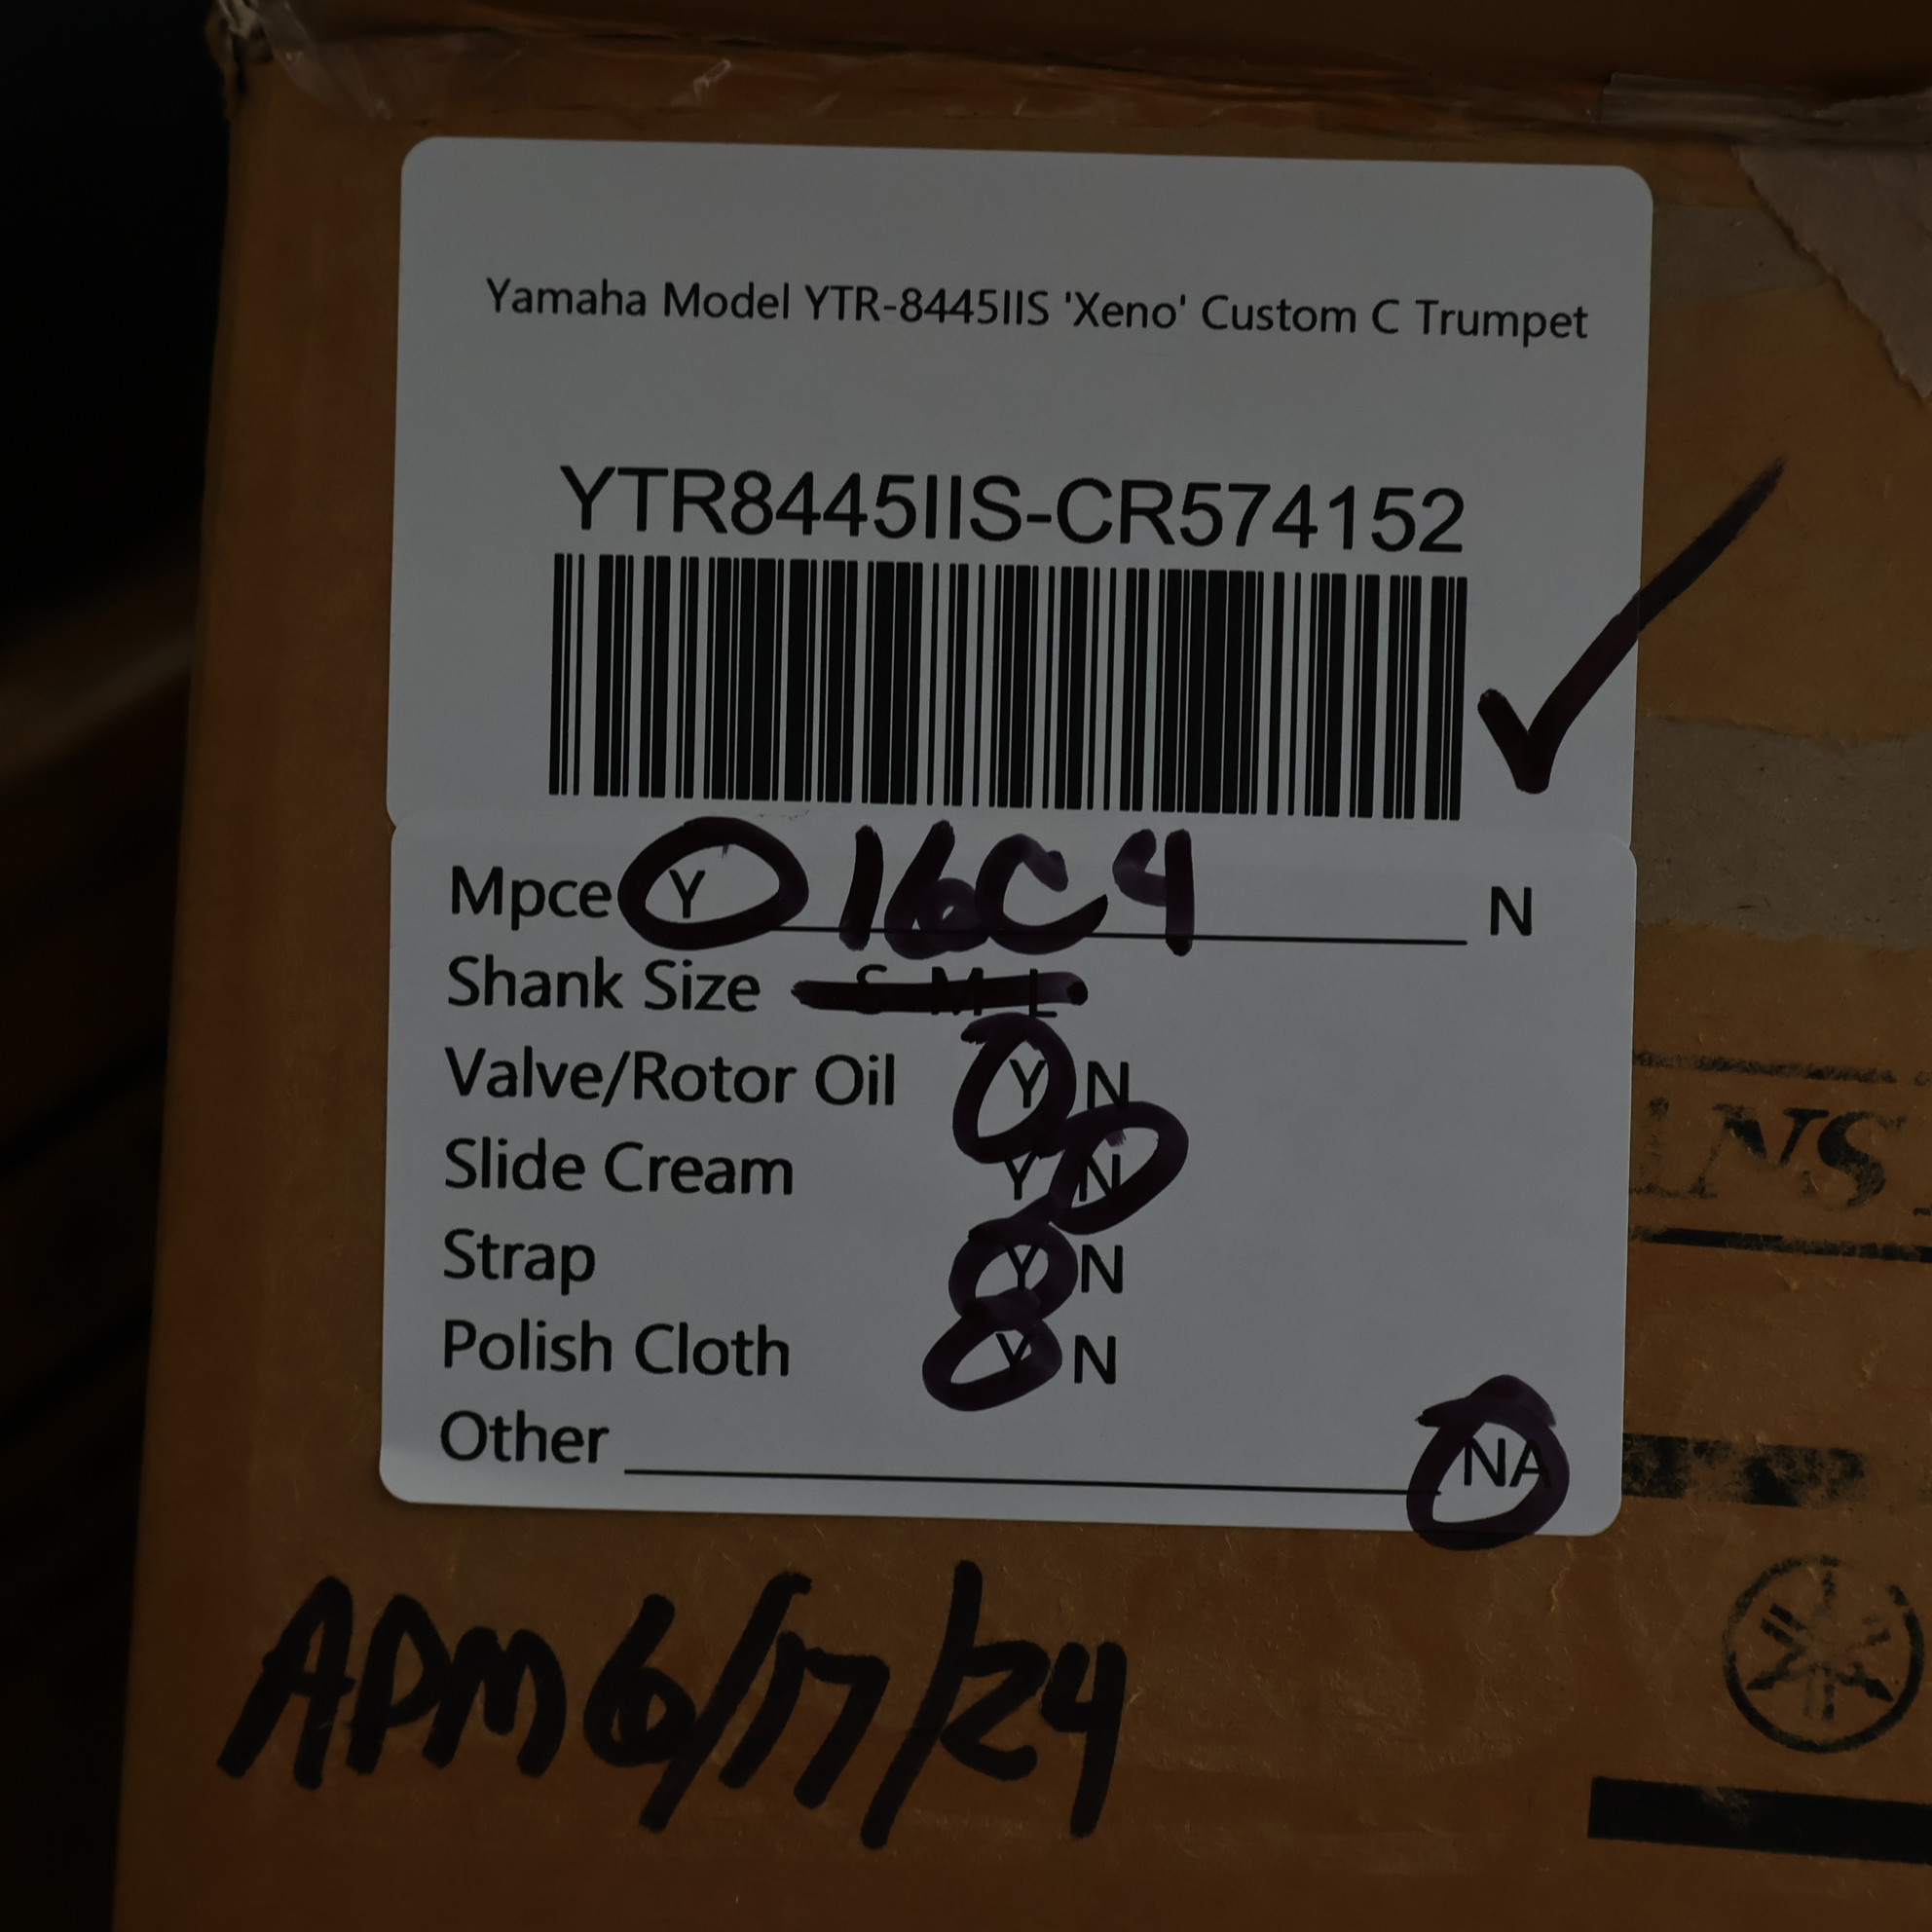 Yamaha Model YTR-8445IIS 'Xeno' Custom C Trumpet
YTR8445IIS-CR574152
Mpce Y 16C4 N
Shank Size S M L
Valve/Rotor Oil Y N
Slide Cream Y N
Strap Y N
Polish Cloth Y N
Other NA
APM 6/17/24